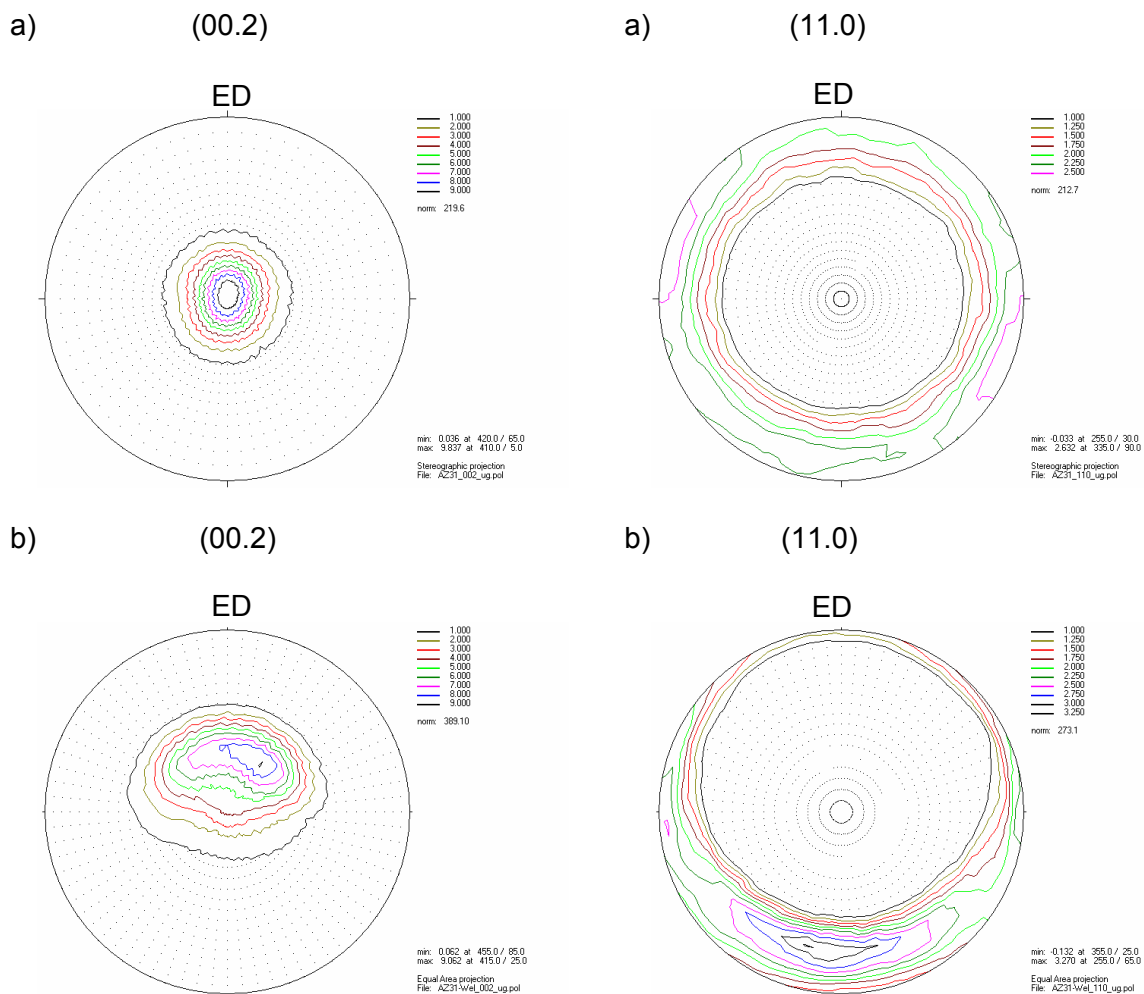 a) (00.2)
ED
1.000
2.000
3.000
4.000
5.000
6.000
7.000
8.000
9.000
norm: 219.6
min: 0.036 at 420.0 / 65.0
max: 9.837 at 410.0 / 5.0
Stereographic projection
File: AZ31_002_ug.pol
a) (11.0)
ED
1.000
1.250
1.500
1.750
2.000
2.250
2.500
norm: 212.7
min: -0.033 at 255.0 / 30.0
max: 2.632 at 335.0 / 90.0
Stereographic projection
File: AZ31_110_ug.pol
b) (00.2)
ED
1.000
2.000
3.000
4.000
5.000
6.000
7.000
8.000
9.000
norm: 389.10
min: 0.062 at 455.0 / 85.0
max: 9.062 at 415.0 / 25.0
Equal Area projection
File: AZ31-Wel_002_ug.pol
b) (11.0)
ED
1.000
1.250
1.500
1.750
2.000
2.250
2.500
2.750
3.000
3.250
norm: 273.1
min: -0.132 at 355.0 / 25.0
max: 3.270 at 255.0 / 65.0
Equal Area projection
File: AZ31-Wel_110_ug.pol